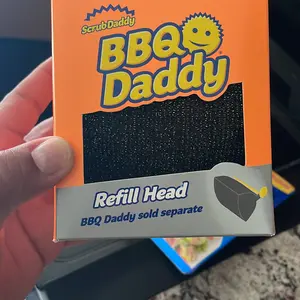 ScrubDaddy
BBQ
Daddy
Refill Head
BBQ Daddy sold separate